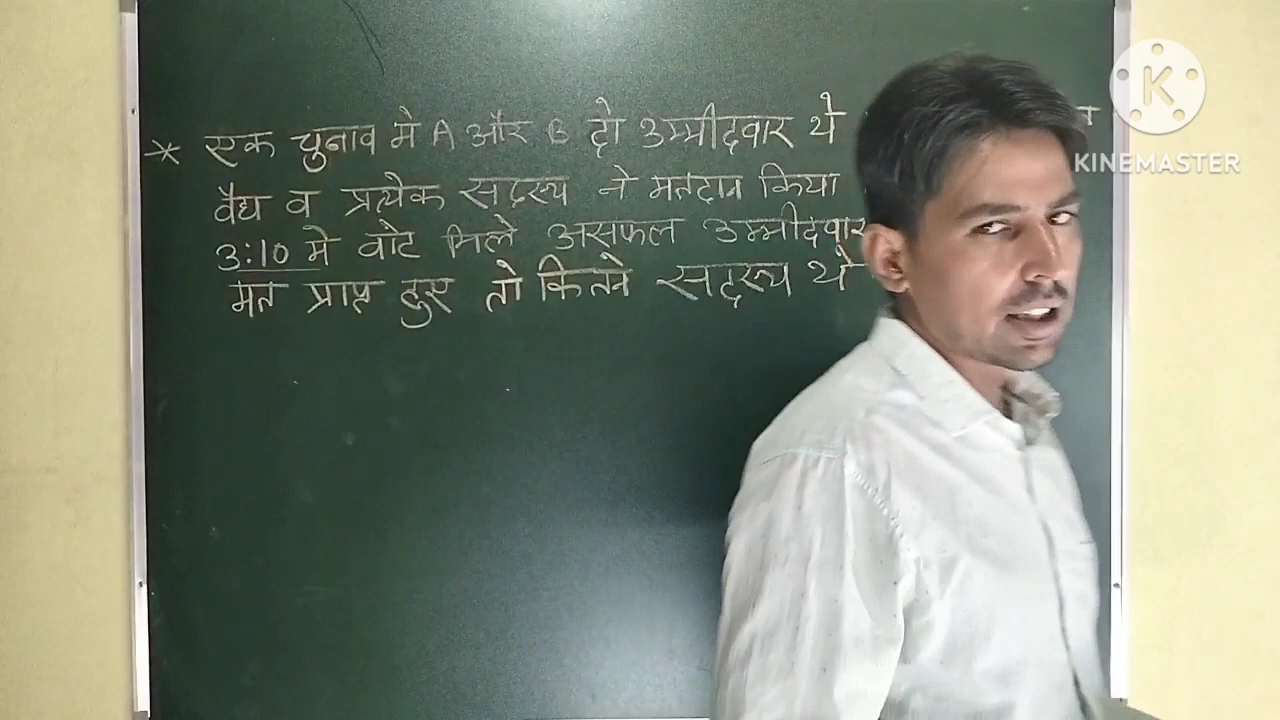 * एक चुनाव मे A और B दो उम्मीदवार थे
वैद्य व प्रत्येक सदस्य ने मतदान किया
3:10 मे वोट मिले असफल उम्मीदवार
मत प्राप्त हुए तो कितने सदस्य थे
KINEMASTER